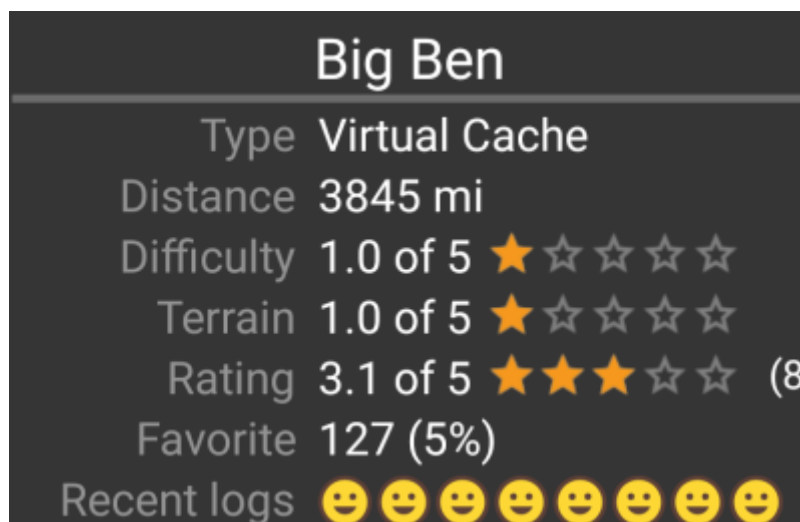 Big Ben
Type Virtual Cache
Distance 3845 mi
Difficulty 1.0 of 5
Terrain 1.0 of 5
Rating 3.1 of 5 (8
Favorite 127 (5%)
Recent logs